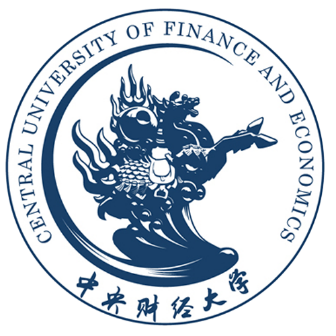 CENTRAL UNIVERSITY OF FINANCE AND ECONOMICS
中央财经大学